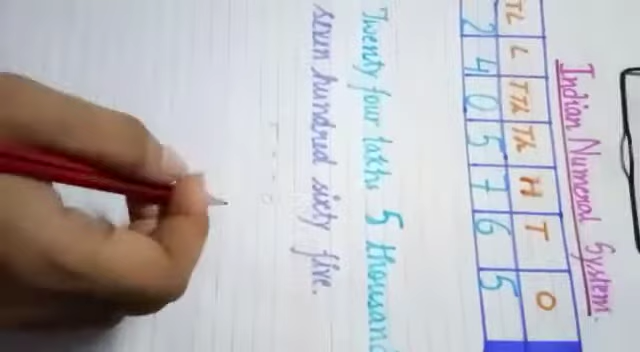 Indian Numeral System.
TL L TTh Th H T O
2 4 0 5 7 6 5
Twenty four lakhs 5 thousand
seven hundred sixty five.